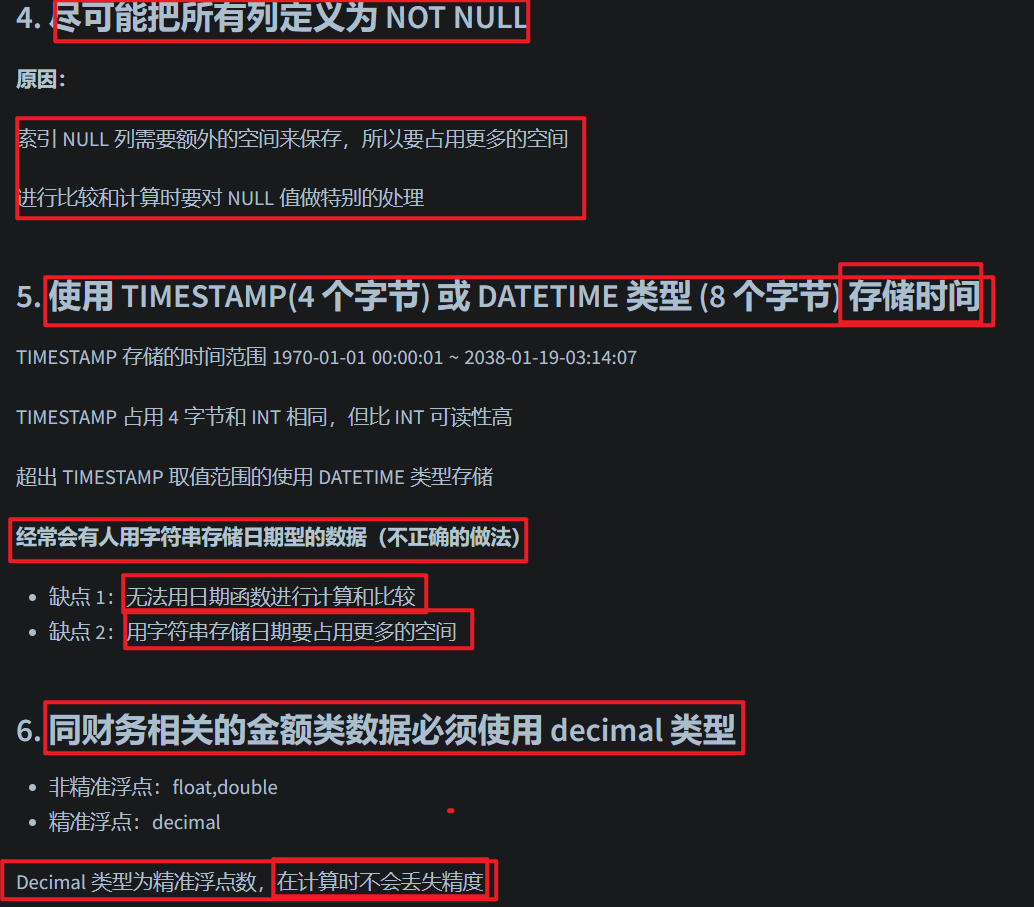 4. 尽可能把所有列定义为 NOT NULL
原因：
索引 NULL 列需要额外的空间来保存，所以要占用更多的空间
进行比较和计算时要对 NULL 值做特别的处理
5. 使用 TIMESTAMP(4 个字节) 或 DATETIME 类型 (8 个字节) 存储时间
TIMESTAMP 存储的时间范围 1970-01-01 00:00:01 ~ 2038-01-19-03:14:07
TIMESTAMP 占用 4 字节和 INT 相同，但比 INT 可读性高
超出 TIMESTAMP 取值范围的使用 DATETIME 类型存储
经常会有人用字符串存储日期型的数据（不正确的做法）
• 缺点 1：无法用日期函数进行计算和比较
• 缺点 2：用字符串存储日期要占用更多的空间
6. 同财务相关的金额类数据必须使用 decimal 类型
• 非精准浮点：float,double
• 精准浮点：decimal
Decimal 类型为精准浮点数，在计算时不会丢失精度